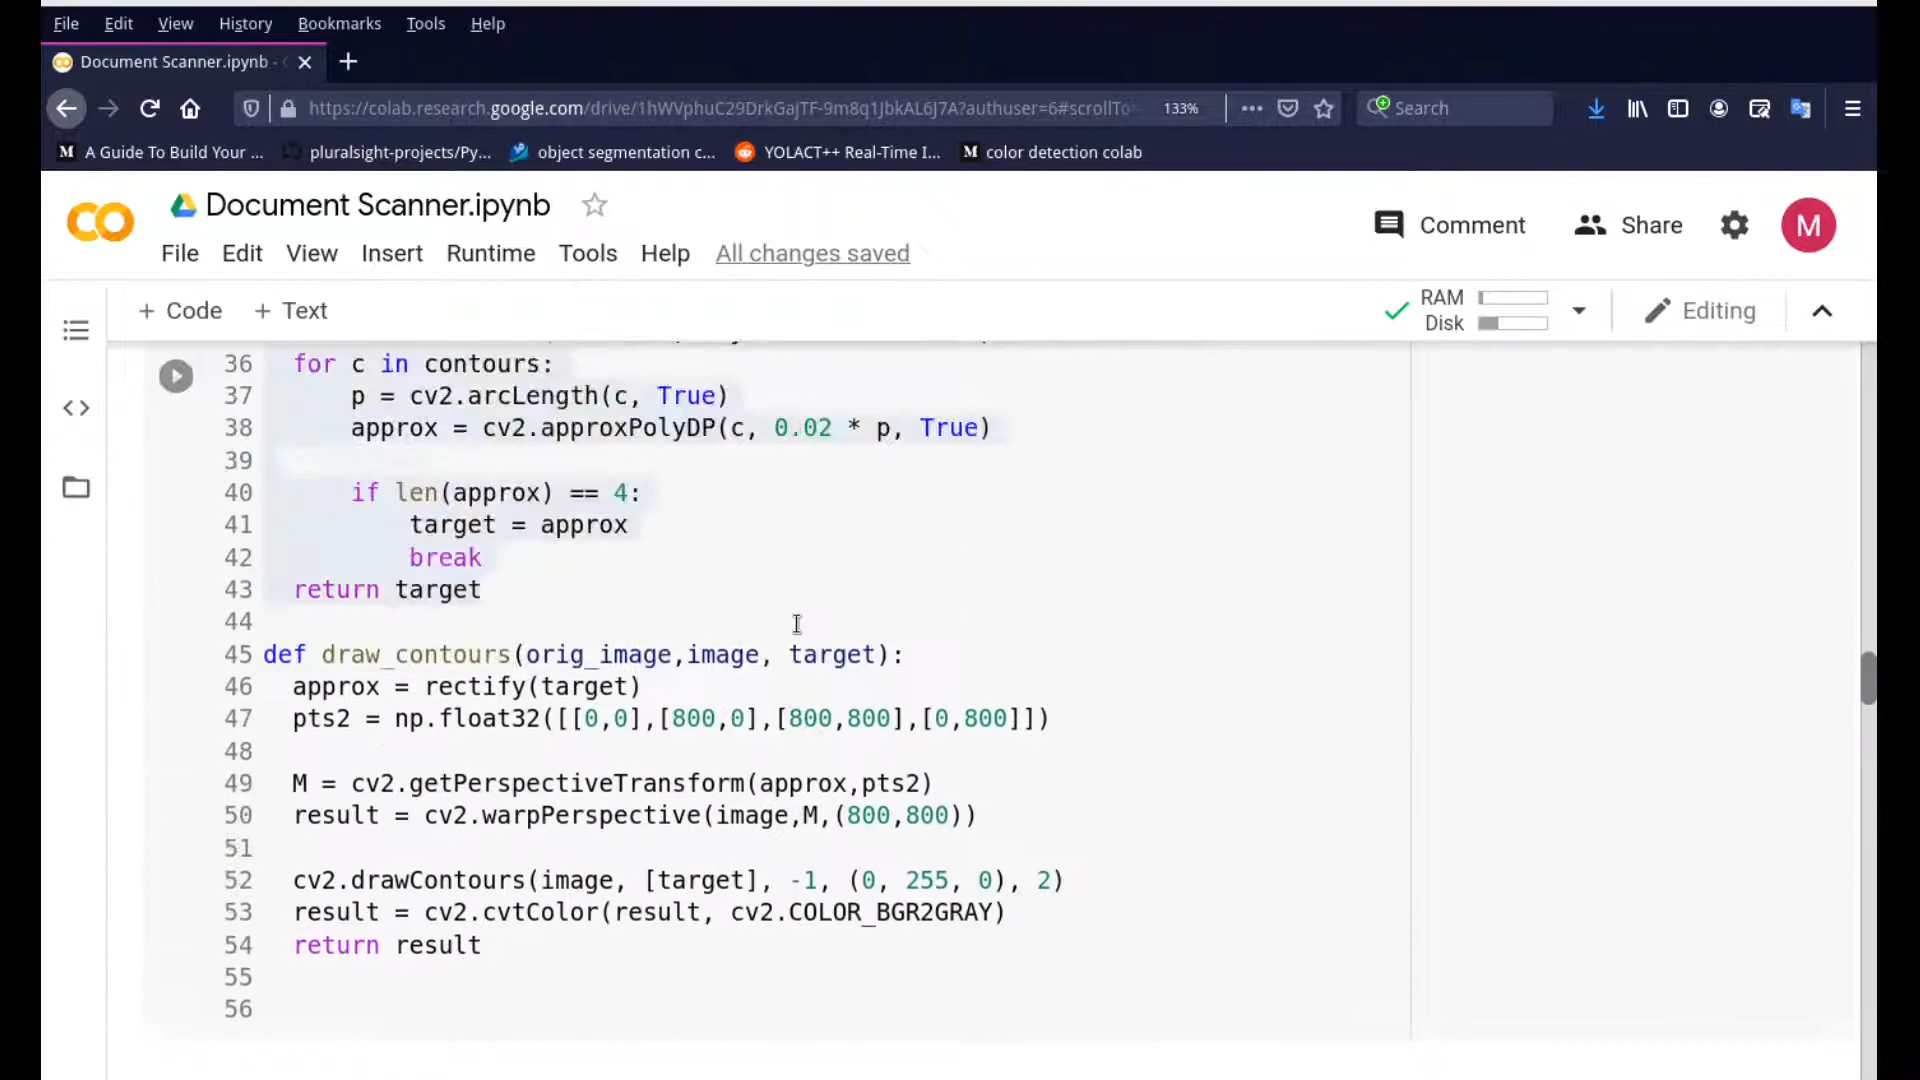 File Edit View History Bookmarks Tools Help
Document Scanner.ipynb -
https://colab.research.google.com/drive/1hWVphuC29DrkGajTF-9m8q1JbkAL6J7A?authuser=6#scrollTo 133% Search
A Guide To Build Your ... pluralsight-projects/Py... object segmentation c... YOLACT++ Real-Time I... color detection colab
Document Scanner.ipynb
Comment Share M
File Edit View Insert Runtime Tools Help All changes saved
+ Code + Text RAM Disk Editing
36 for c in contours:
37 p = cv2.arcLength(c, True)
38 approx = cv2.approxPolyDP(c, 0.02 * p, True)
39
40 if len(approx) == 4:
41 target = approx
42 break
43 return target
44
45 def draw_contours(orig_image,image, target):
46 approx = rectify(target)
47 pts2 = np.float32([[0,0],[800,0],[800,800],[0,800]])
48
49 M = cv2.getPerspectiveTransform(approx,pts2)
50 result = cv2.warpPerspective(image,M,(800,800))
51
52 cv2.drawContours(image, [target], -1, (0, 255, 0), 2)
53 result = cv2.cvtColor(result, cv2.COLOR_BGR2GRAY)
54 return result
55
56